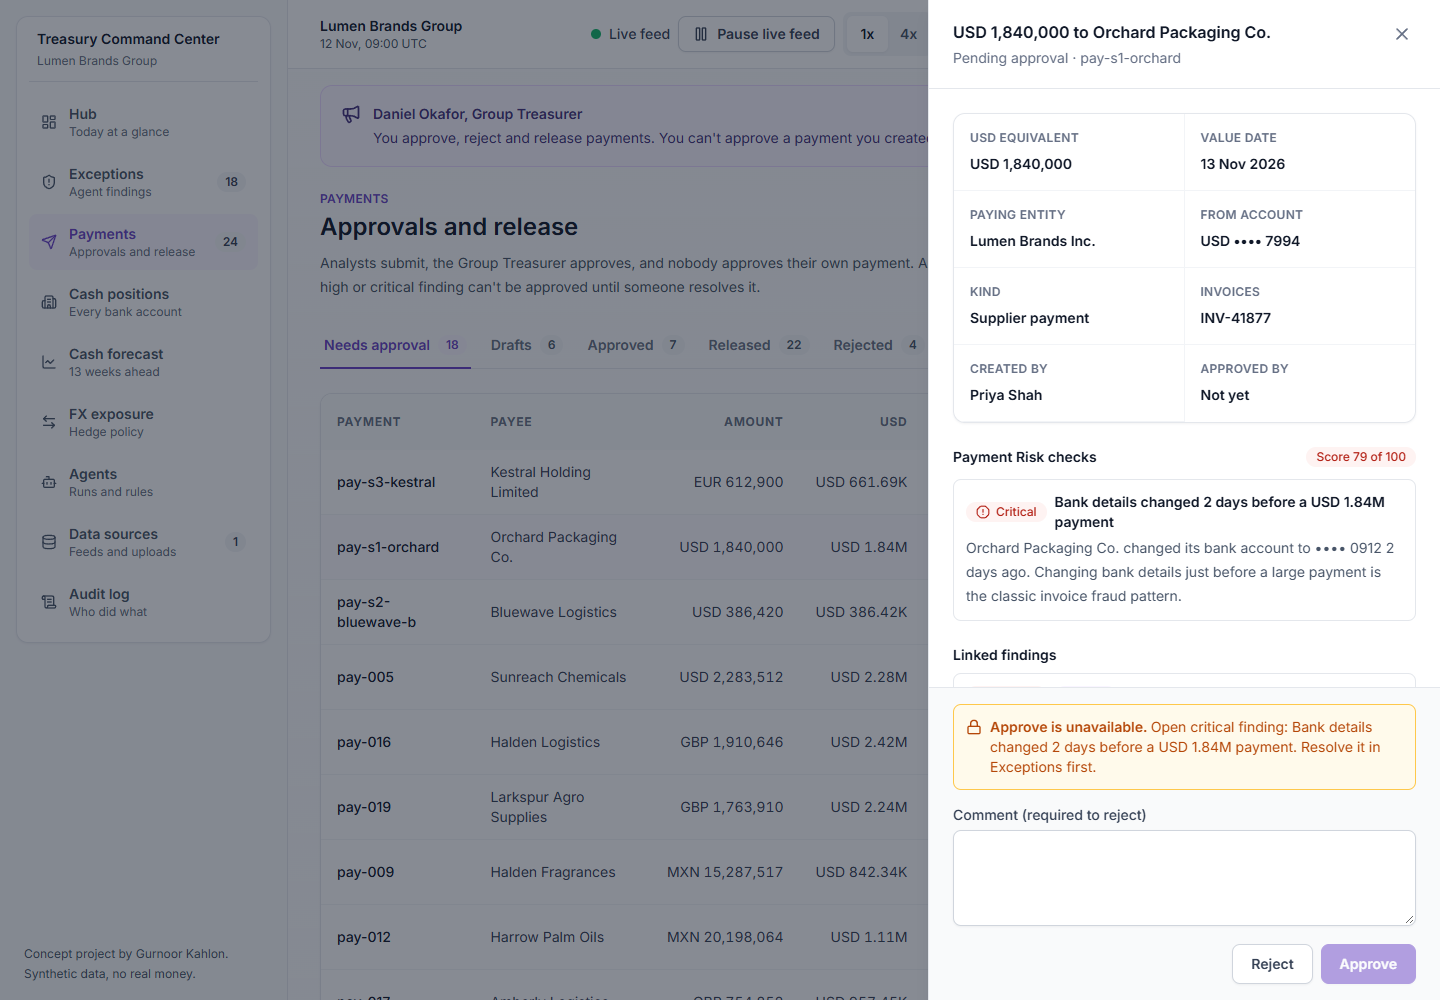 Treasury Command Center
Lumen Brands Group
Hub
Today at a glance
Exceptions
Agent findings
18
Payments
Approvals and release
24
Cash positions
Every bank account
Cash forecast
13 weeks ahead
FX exposure
Hedge policy
Agents
Runs and rules
Data sources
Feeds and uploads
1
Audit log
Who did what
Concept project by Gurnoor Kahlon.
Synthetic data, no real money.
Lumen Brands Group
12 Nov, 09:00 UTC
Live feed
Pause live feed
1x
4x
Daniel Okafor, Group Treasurer
You approve, reject and release payments. You can't approve a payment you create
PAYMENTS
Approvals and release
Analysts submit, the Group Treasurer approves, and nobody approves their own payment. A
high or critical finding can't be approved until someone resolves it.
Needs approval 18
Drafts 6
Approved 7
Released 22
Rejected 4
PAYMENT PAYEE AMOUNT USD
pay-s3-kestral Kestral Holding Limited EUR 612,900 USD 661.69K
pay-s1-orchard Orchard Packaging Co. USD 1,840,000 USD 1.84M
pay-s2-bluewave-b Bluewave Logistics USD 386,420 USD 386.42K
pay-005 Sunreach Chemicals USD 2,283,512 USD 2.28M
pay-016 Halden Logistics GBP 1,910,646 USD 2.42M
pay-019 Larkspur Agro Supplies GBP 1,763,910 USD 2.24M
pay-009 Halden Fragrances MXN 15,287,517 USD 842.34K
pay-012 Harrow Palm Oils MXN 20,198,064 USD 1.11M
USD 1,840,000 to Orchard Packaging Co.
Pending approval · pay-s1-orchard
USD EQUIVALENT
USD 1,840,000
VALUE DATE
13 Nov 2026
PAYING ENTITY
Lumen Brands Inc.
FROM ACCOUNT
USD •••• 7994
KIND
Supplier payment
INVOICES
INV-41877
CREATED BY
Priya Shah
APPROVED BY
Not yet
Payment Risk checks
Score 79 of 100
Critical
Bank details changed 2 days before a USD 1.84M
payment
Orchard Packaging Co. changed its bank account to •••• 0912 2
days ago. Changing bank details just before a large payment is
the classic invoice fraud pattern.
Linked findings
Approve is unavailable. Open critical finding: Bank details
changed 2 days before a USD 1.84M payment. Resolve it in
Exceptions first.
Comment (required to reject)
Reject
Approve